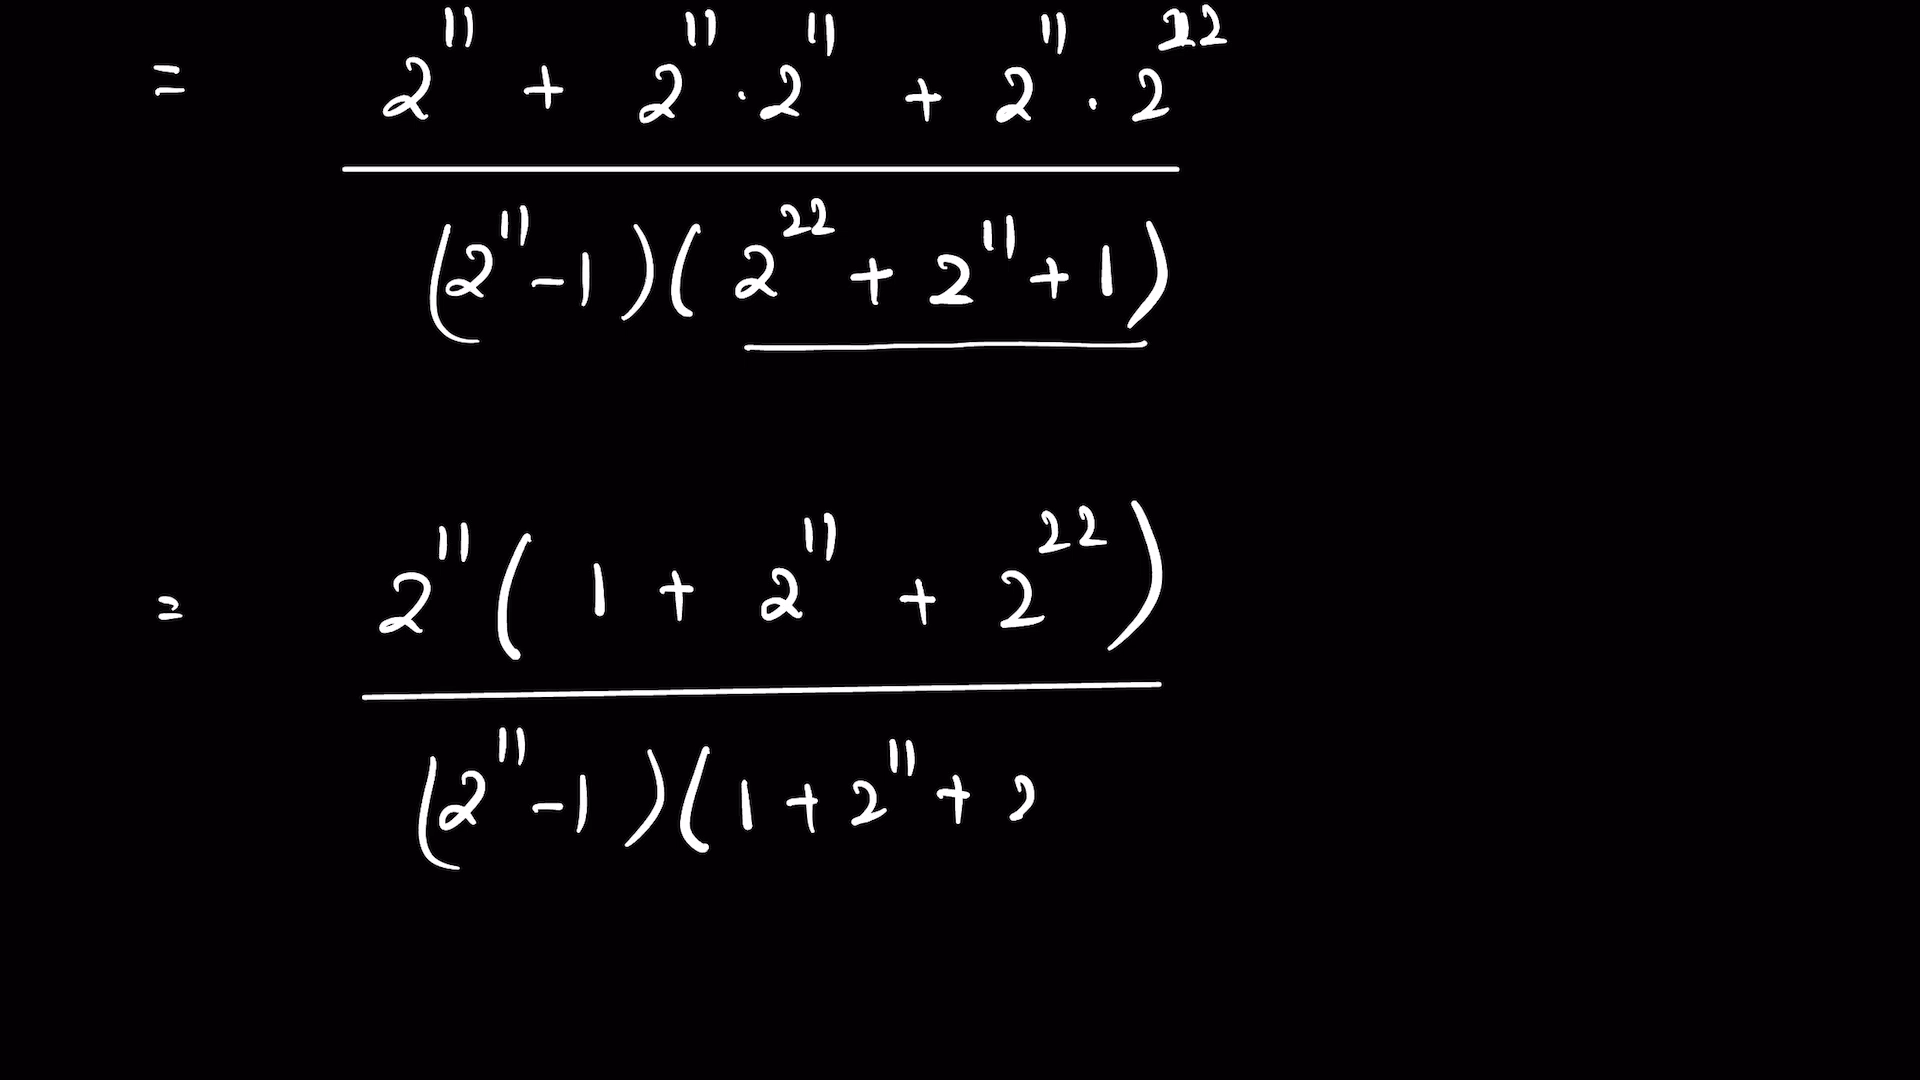 = 2^11 + 2^11 · 2^11 + 2^11 · 2^22
(2^11 - 1)(2^22 + 2^11 + 1)
= 2^11 (1 + 2^11 + 2^22)
(2^11 - 1)(1 + 2^11 + 2